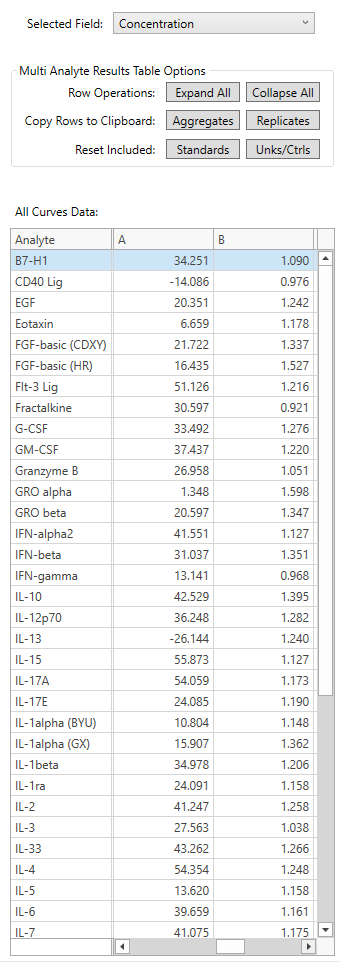 Selected Field: Concentration
Multi Analyte Results Table Options
Row Operations: Expand All Collapse All
Copy Rows to Clipboard: Aggregates Replicates
Reset Included: Standards Unks/Ctrls
All Curves Data:
Analyte A B
B7-H1 34.251 1.090
CD40 Lig -14.086 0.976
EGF 20.351 1.242
Eotaxin 6.659 1.178
FGF-basic (CDXY) 21.722 1.337
FGF-basic (HR) 16.435 1.527
Flt-3 Lig 51.126 1.216
Fractalkine 30.597 0.921
G-CSF 33.492 1.276
GM-CSF 37.437 1.220
Granzyme B 26.958 1.051
GRO alpha 1.348 1.598
GRO beta 20.597 1.347
IFN-alpha2 41.551 1.127
IFN-beta 31.037 1.351
IFN-gamma 13.141 0.968
IL-10 42.529 1.395
IL-12p70 36.248 1.282
IL-13 -26.144 1.240
IL-15 55.873 1.127
IL-17A 54.059 1.173
IL-17E 24.085 1.190
IL-1alpha (BYU) 10.804 1.148
IL-1alpha (GX) 15.907 1.362
IL-1beta 34.978 1.206
IL-1ra 24.091 1.158
IL-2 41.247 1.258
IL-3 27.563 1.038
IL-33 43.262 1.266
IL-4 54.354 1.248
IL-5 13.620 1.158
IL-6 39.659 1.161
IL-7 41.075 1.175